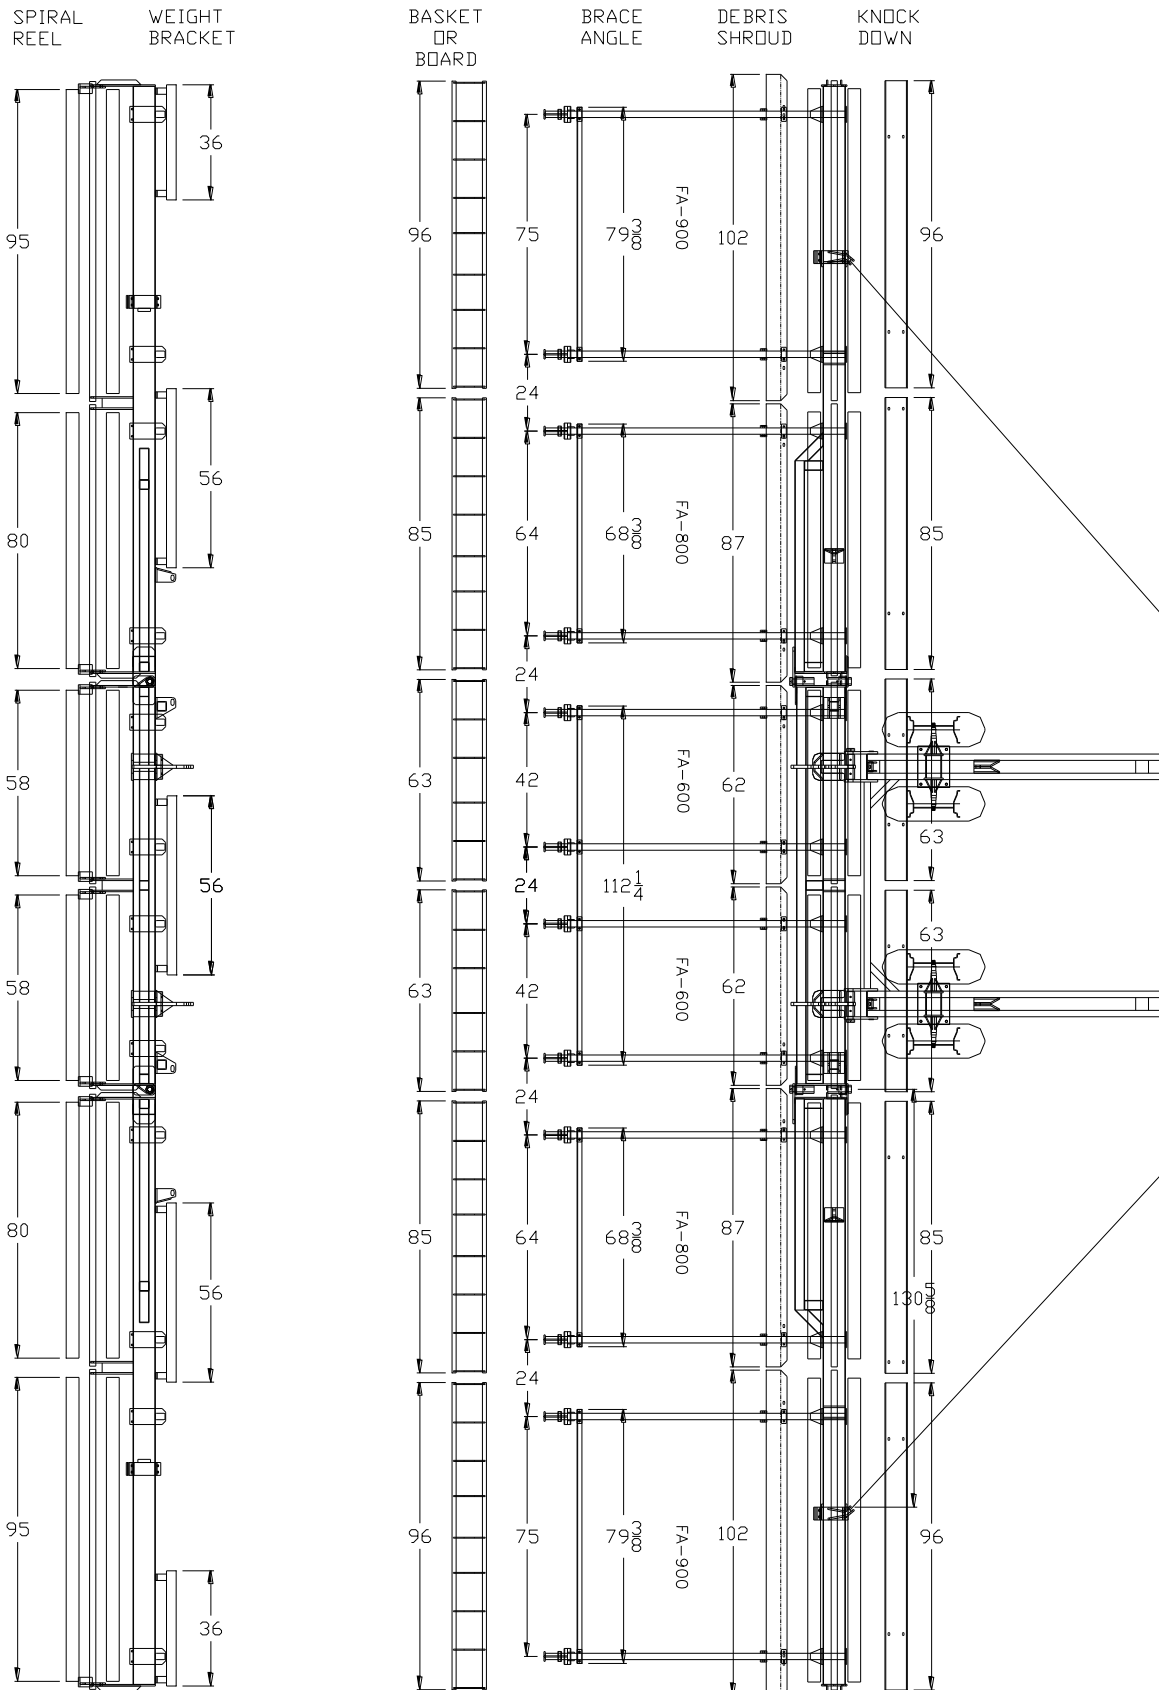 SPIRAL
REEL
WEIGHT
BRACKET
BASKET
OR
BOARD
BRACE
ANGLE
DEBRIS
SHROUD
KNOCK
DOWN
36
95
96
75
79 3/8
FA-900
102
96
24
56
80
85
64
68 3/8
FA-800
87
85
24
58
63
42
FA-600
62
63
56
24
112 1/4
58
63
42
FA-600
62
63
24
80
56
85
64
68 3/8
FA-800
87
85
130 5/8
24
95
96
75
79 3/8
FA-900
102
96
36